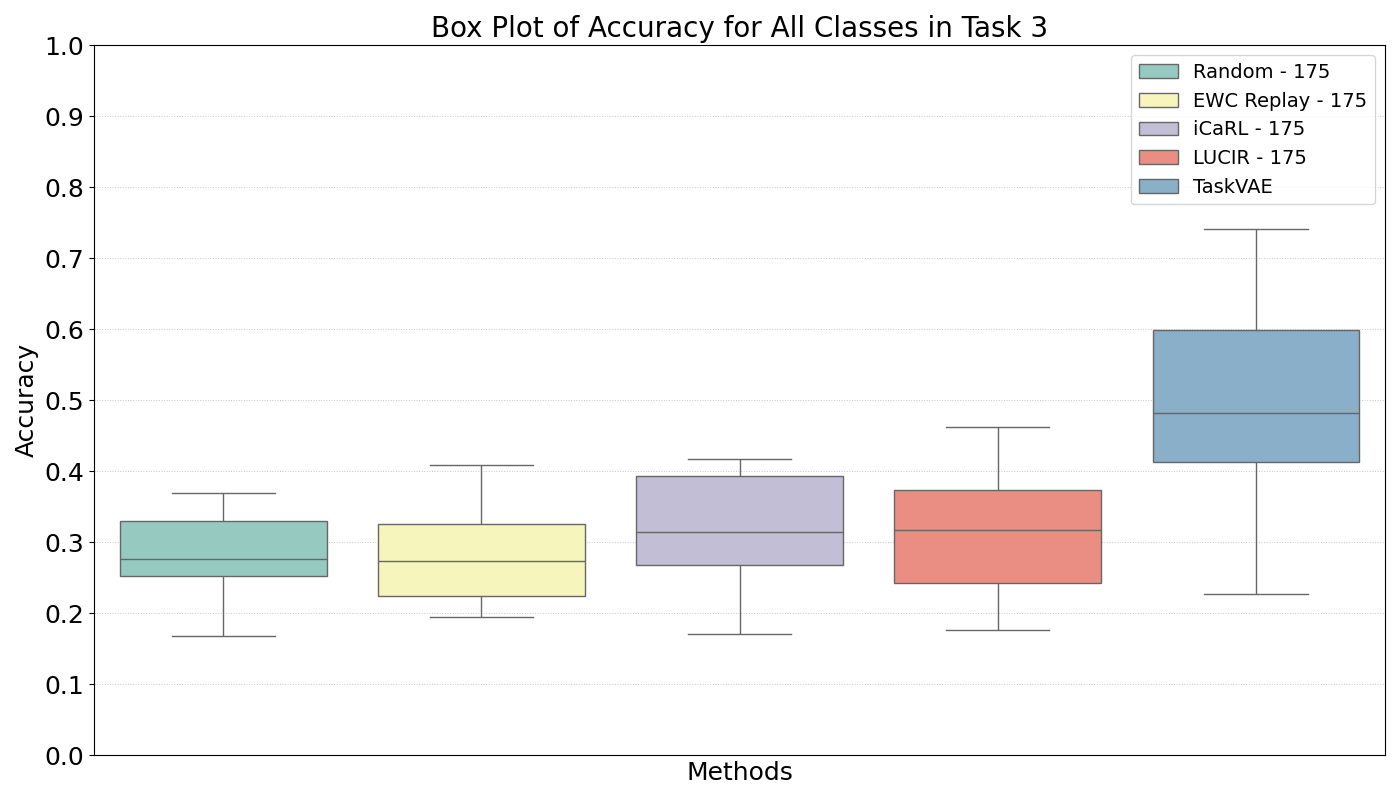 Box Plot of Accuracy for All Classes in Task 3
1.0
0.9
0.8
0.7
0.6
0.5
0.4
0.3
0.2
0.1
0.0
Accuracy
Methods
Random - 175
EWC Replay - 175
iCaRL - 175
LUCIR - 175
TaskVAE